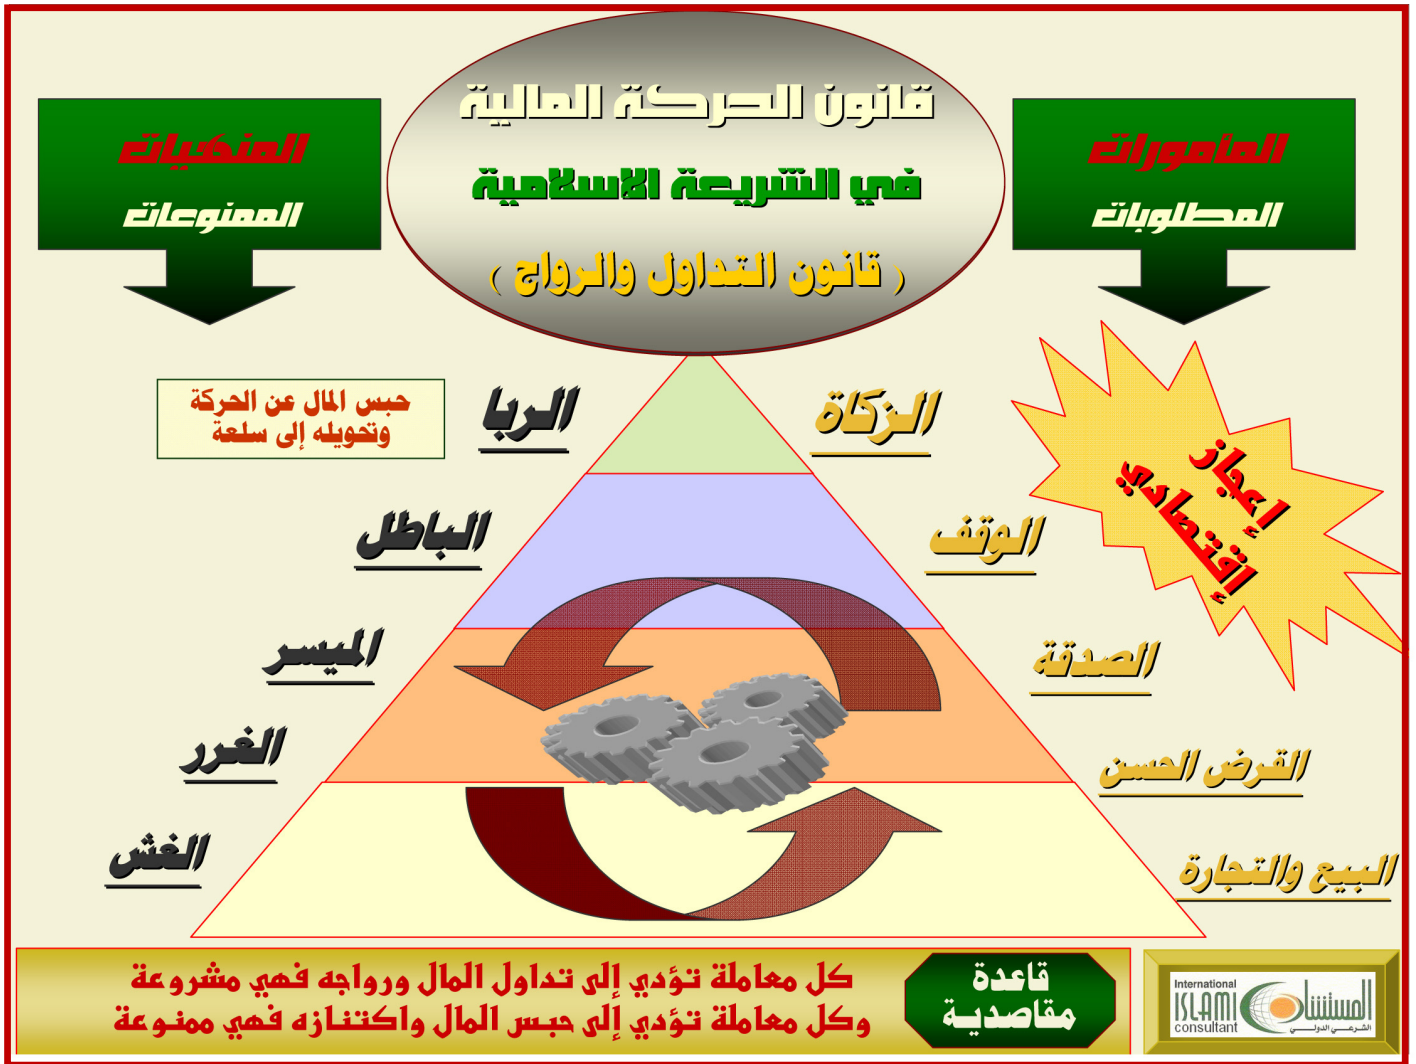 قانون الحركة المالية
في الشريعة الاسلامية
( قانون التداول والرواج )
المأمورات
المطلوبات
المنهيات
الممنوعات
إعجاز
إقتصادي
الزكاة
الوقف
الصدقة
القرض الحسن
البيع والتجارة
الربا
حبس المال عن الحركة
وتحويله إلى سلعة
الباطل
الميسر
الغرر
الغش
قاعدة
مقاصدية
كل معاملة تؤدي إلى تداول المال ورواجه فهي مشروعة
وكل معاملة تؤدي إلى حبس المال واكتنازه فهي ممنوعة
International
ISLAMI
consultant
المستشار
الشرعي الدولي